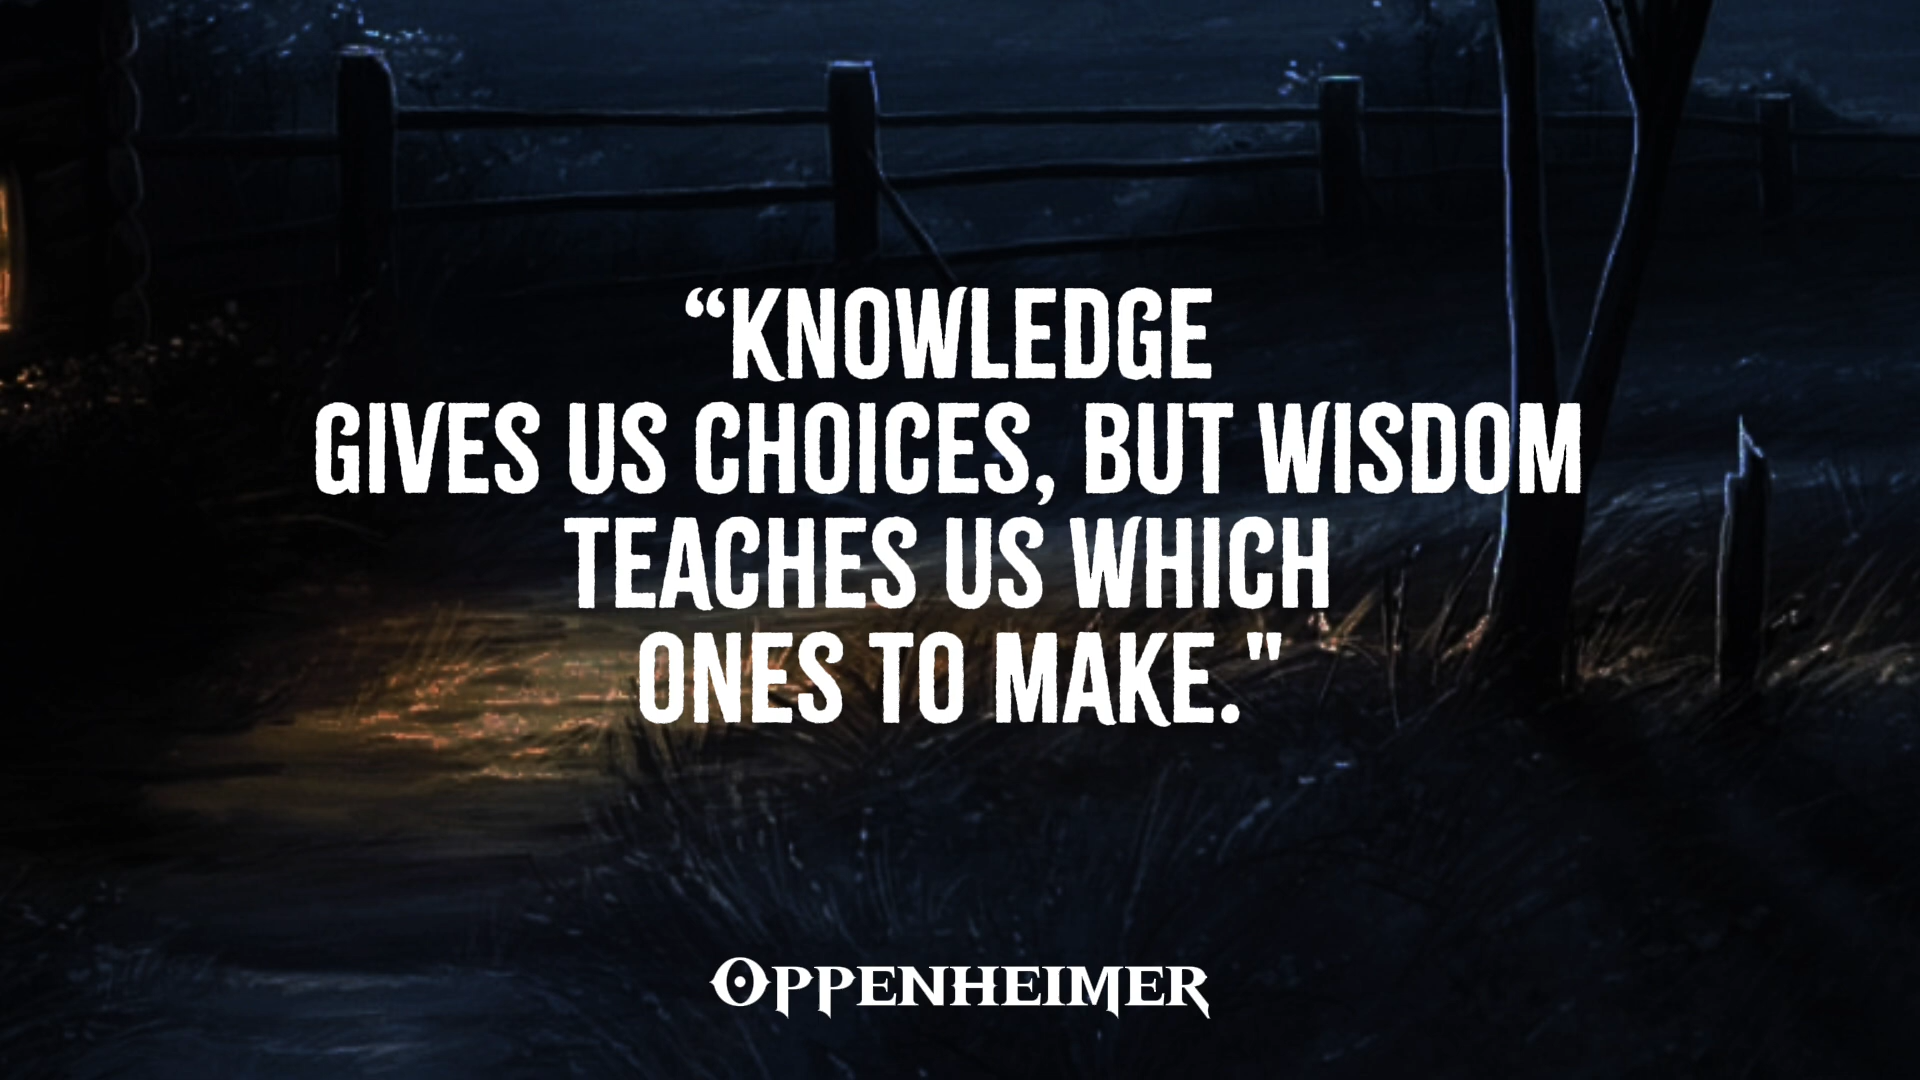 “KNOWLEDGE
GIVES US CHOICES, BUT WISDOM
TEACHES US WHICH
ONES TO MAKE."
OPPENHEIMER